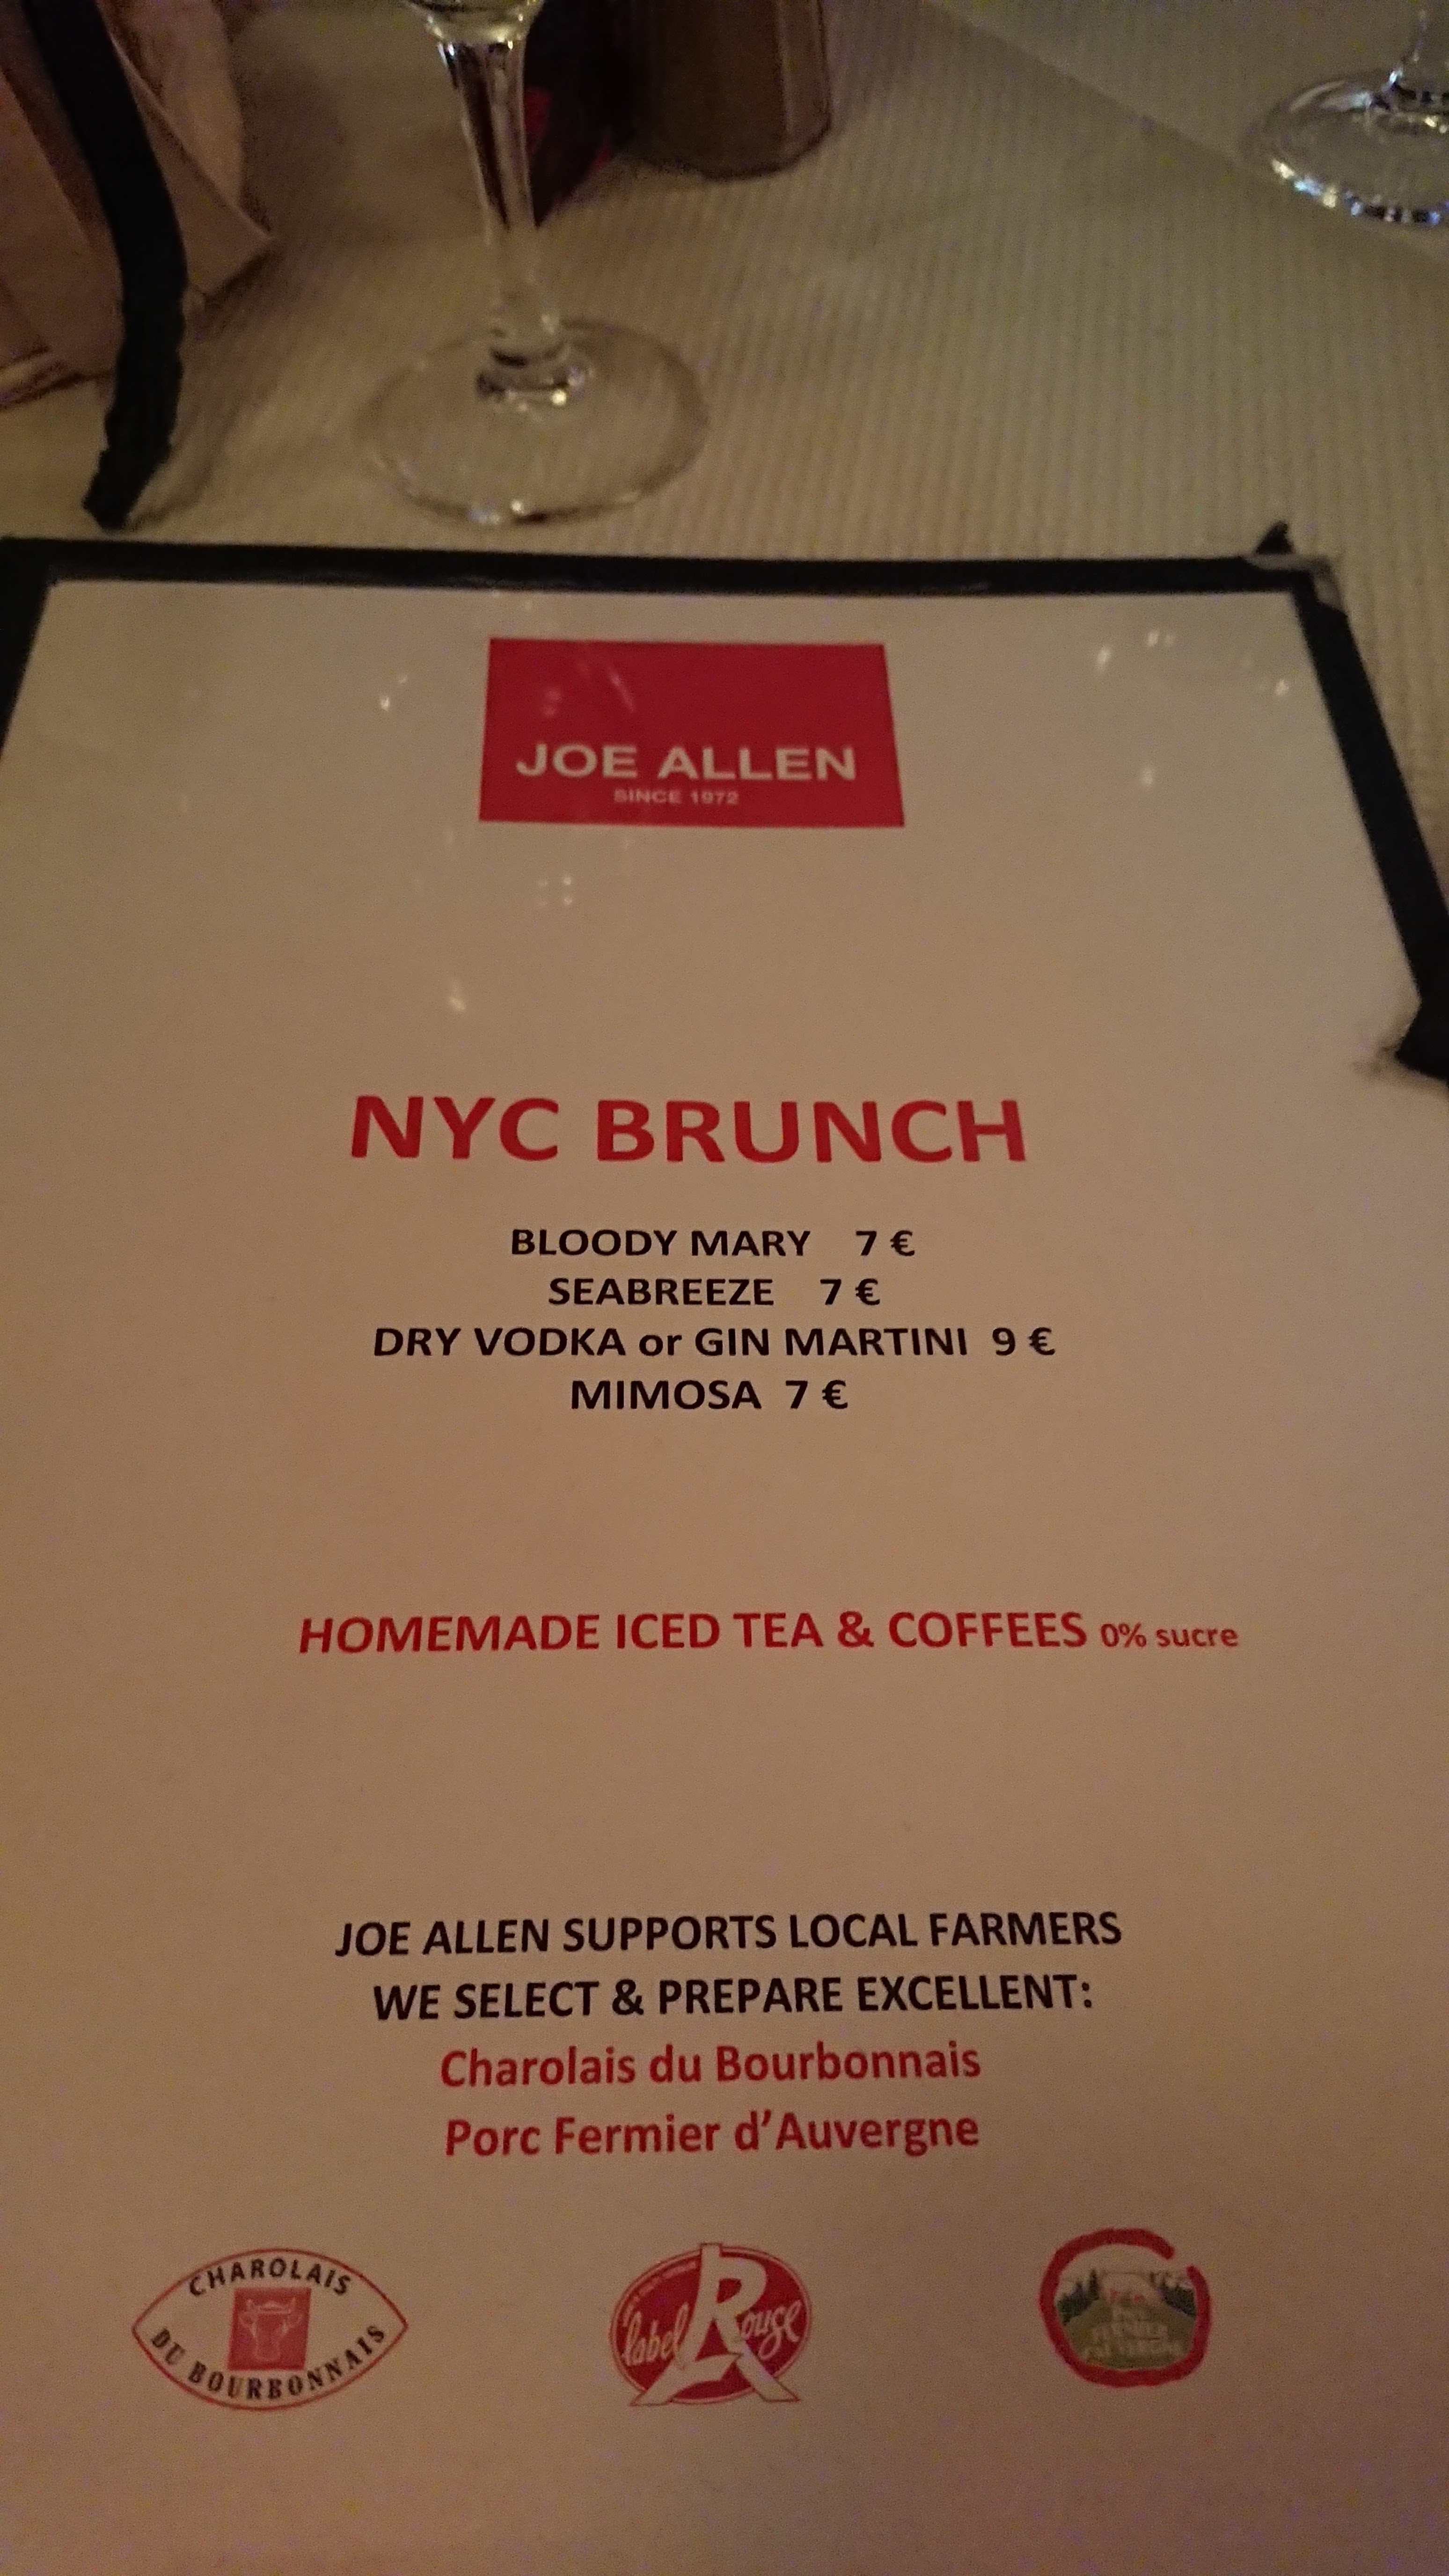 JOE ALLEN
SINCE 1972
NYC BRUNCH
BLOODY MARY 7 €
SEABREEZE 7 €
DRY VODKA or GIN MARTINI 9 €
MIMOSA 7 €
HOMEMADE ICED TEA & COFFEES 0% sucre
JOE ALLEN SUPPORTS LOCAL FARMERS
WE SELECT & PREPARE EXCELLENT:
Charolais du Bourbonnais
Porc Fermier d'Auvergne
CHAROLAIS
DU BOURBONNAIS
label Rouge
FERMIER